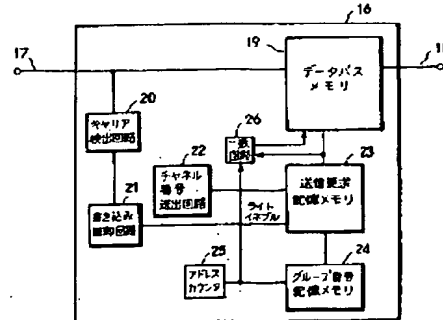 16
17
19
データパス
メモリ
18
20
キャリア
検出回路
26
一致
回路
22
チャネル
番号
送出回路
23
送信要求
記憶メモリ
21
書き込み
制御回路
ライト
イネブル
25
アドレス
カウンタ
24
グループ番号
記憶メモリ